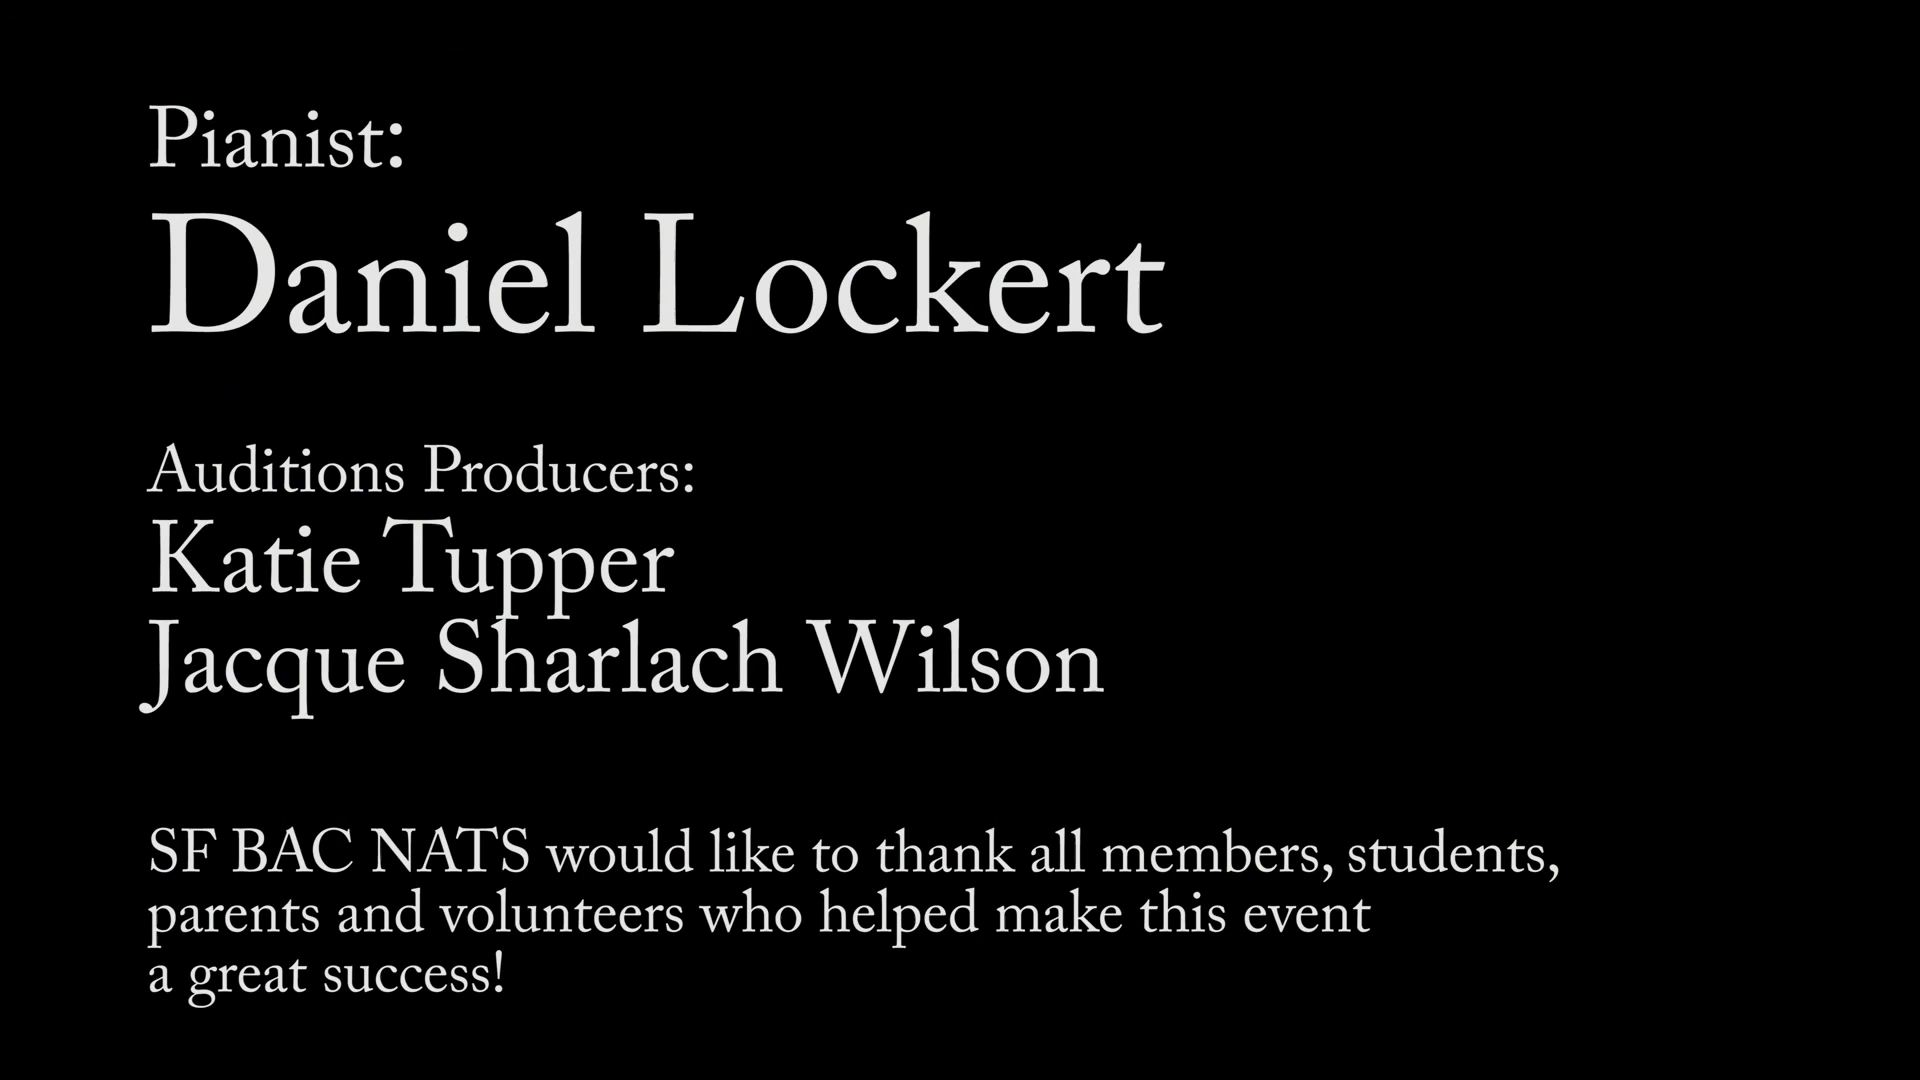 Pianist:
Daniel Lockert
Auditions Producers:
Katie Tupper
Jacque Sharlach Wilson
SF BAC NATS would like to thank all members, students,
parents and volunteers who helped make this event
a great success!